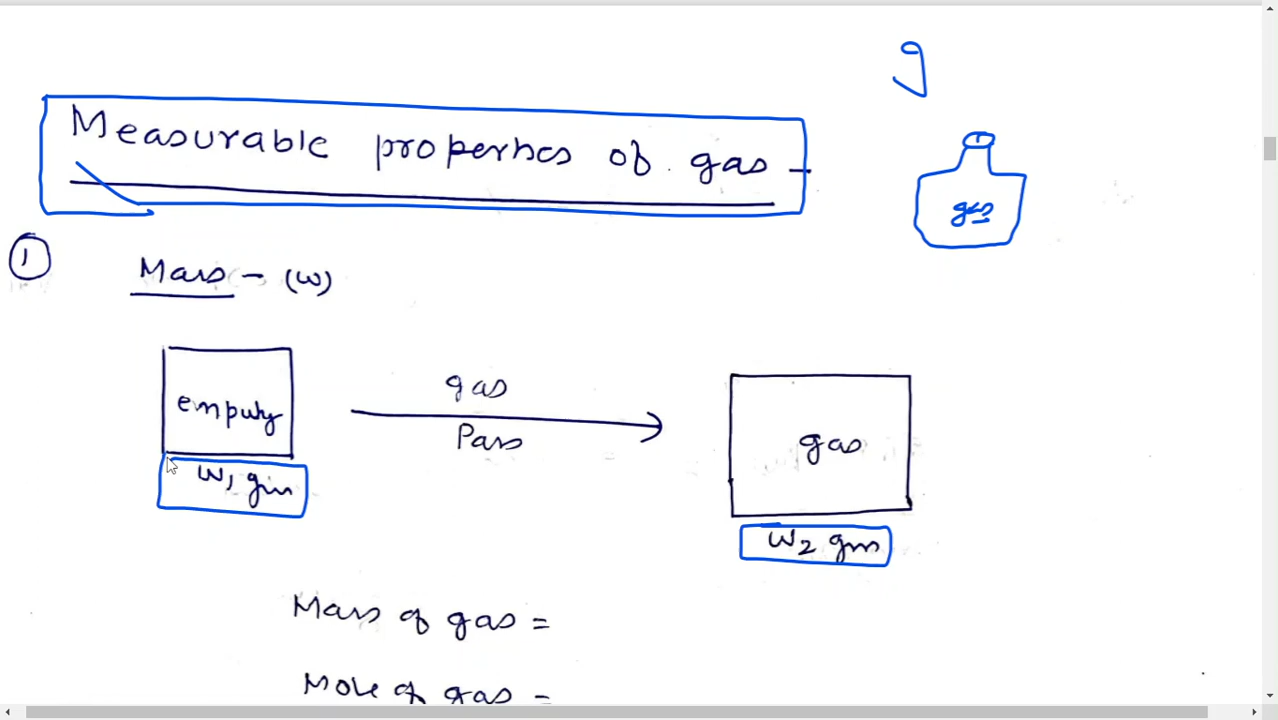 g
Measurable properties of gas -
gas
1
Mass - (w)
empty
gas
Pass
gas
w1 gm
w2 gm
Mass of gas =
Mole of gas =